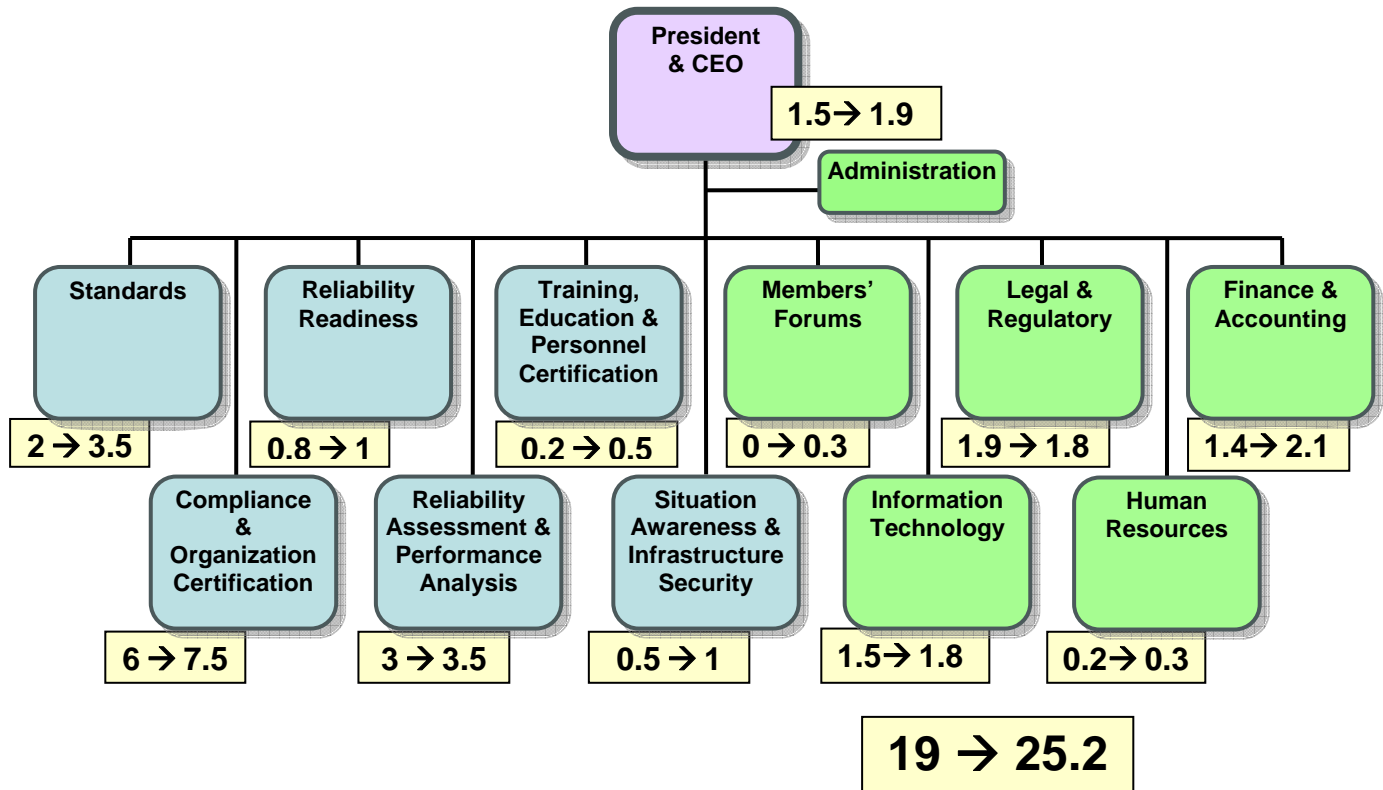 President
& CEO
1.5→ 1.9
Administration
Standards
2 → 3.5
Reliability
Readiness
0.8 → 1
Training,
Education &
Personnel
Certification
0.2 → 0.5
Members’
Forums
0 → 0.3
Legal &
Regulatory
1.9 → 1.8
Finance &
Accounting
1.4→ 2.1
Compliance
&
Organization
Certification
6 → 7.5
Reliability
Assessment &
Performance
Analysis
3 → 3.5
Situation
Awareness &
Infrastructure
Security
0.5 → 1
Information
Technology
1.5→ 1.8
Human
Resources
0.2→ 0.3
19 → 25.2